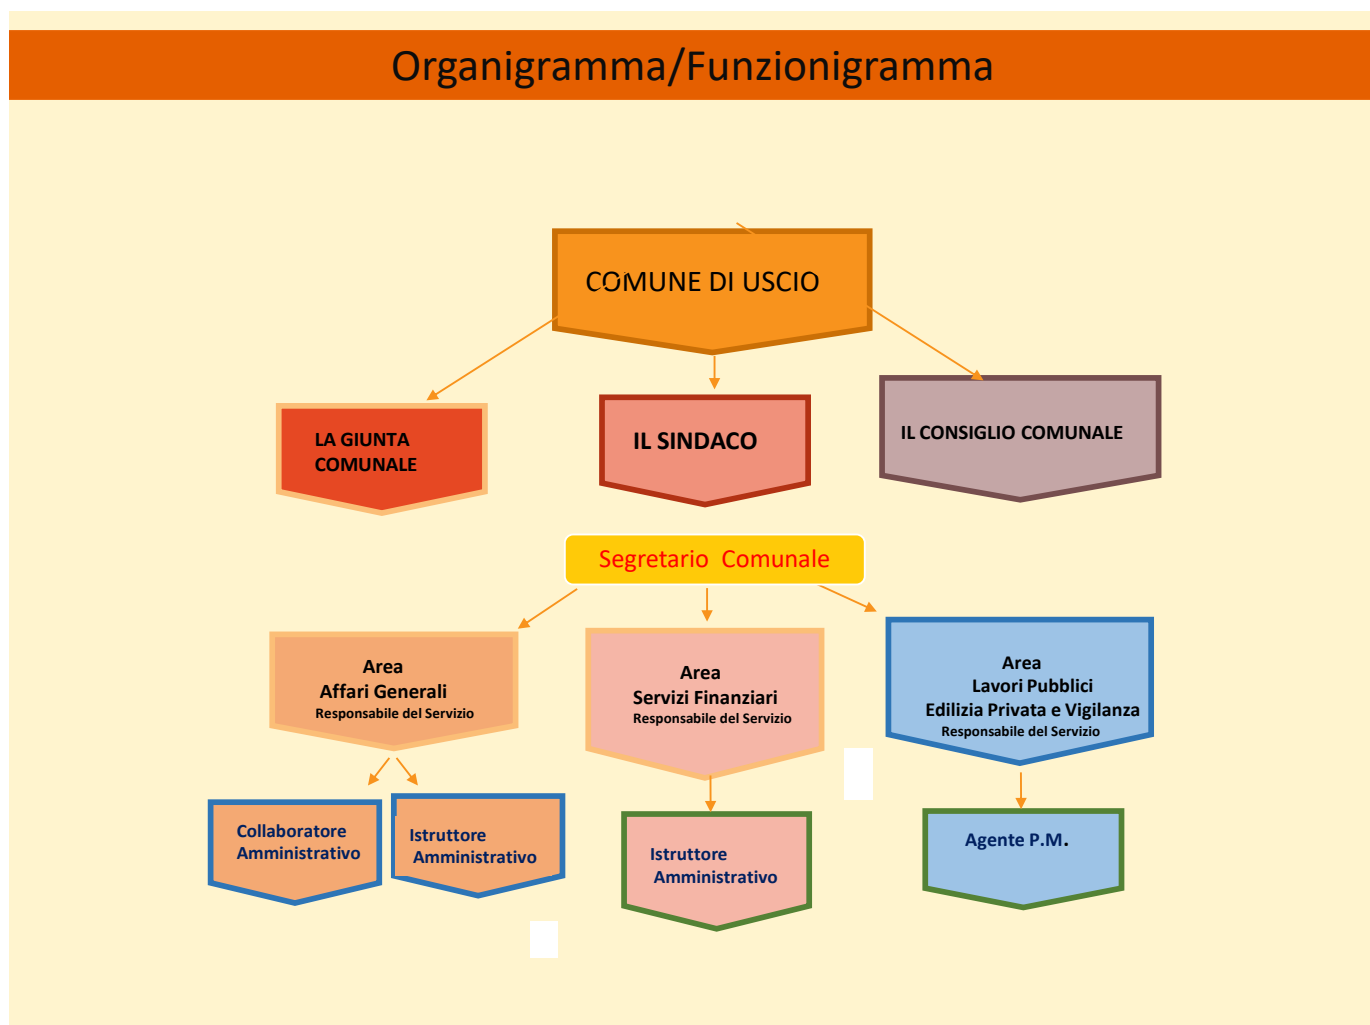 Organigramma/Funzionigramma
COMUNE DI USCIO
LA GIUNTA
COMUNALE
IL SINDACO
IL CONSIGLIO COMUNALE
Segretario Comunale
Area
Affari Generali
Responsabile del Servizio
Area
Servizi Finanziari
Responsabile del Servizio
Area
Lavori Pubblici
Edilizia Privata e Vigilanza
Responsabile del Servizio
Collaboratore
Amministrativo
Istruttore
Amministrativo
Istruttore
Amministrativo
Agente P.M.